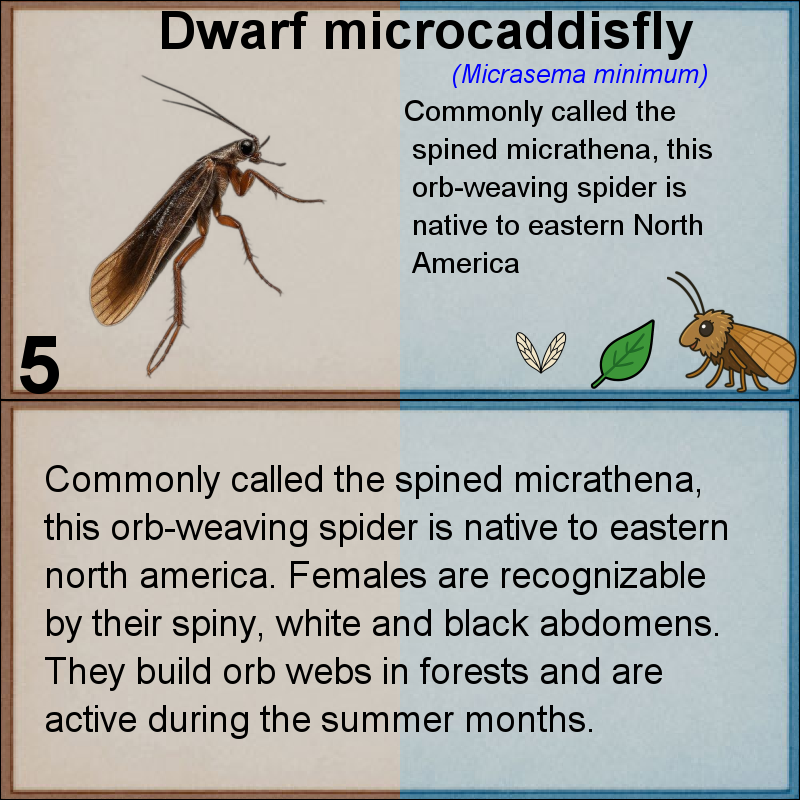 Dwarf microcaddisfly
(Micrasema minimum)
Commonly called the
spined micrathena, this
orb-weaving spider is
native to eastern North
America
5
Commonly called the spined micrathena,
this orb-weaving spider is native to eastern
north america. Females are recognizable
by their spiny, white and black abdomens.
They build orb webs in forests and are
active during the summer months.